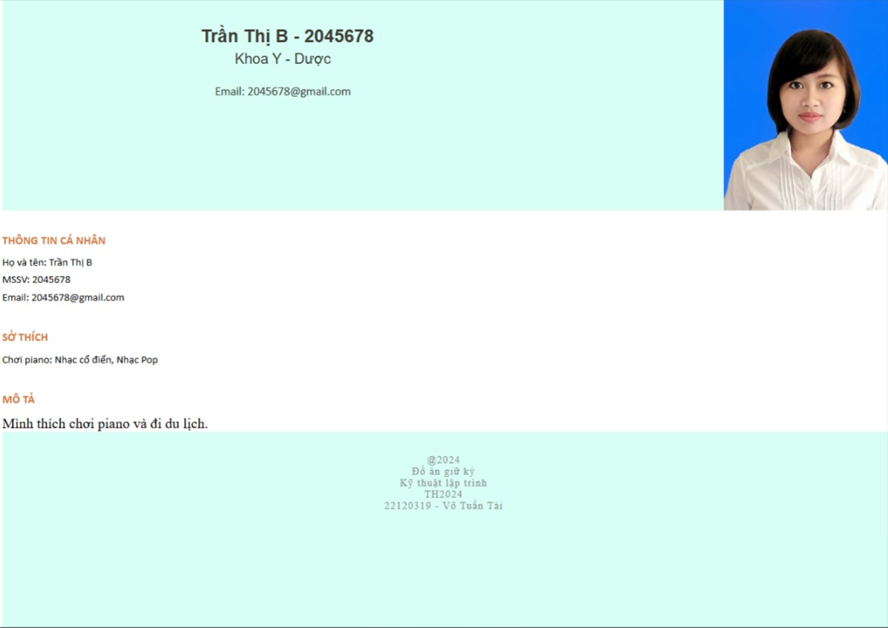 Trần Thị B - 2045678
Khoa Y - Dược
Email: 2045678@gmail.com
THÔNG TIN CÁ NHÂN
Họ và tên: Trần Thị B
MSSV: 2045678
Email: 2045678@gmail.com
SỞ THÍCH
Chơi piano: Nhạc cổ điển, Nhạc Pop
MÔ TẢ
Mình thích chơi piano và đi du lịch.
@2024
Đồ án giữ kỳ
Kỹ thuật lập trình
TH2024
22120319 - Võ Tuấn Tài